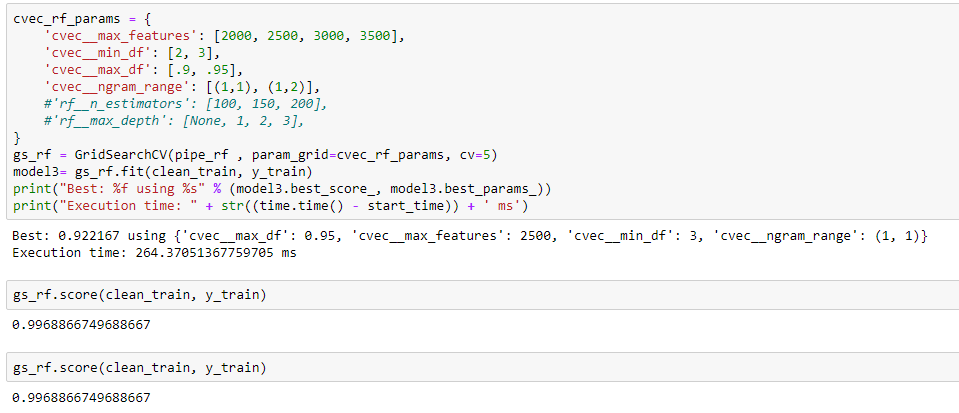 cvec_rf_params = {
    'cvec__max_features': [2000, 2500, 3000, 3500],
    'cvec__min_df': [2, 3],
    'cvec__max_df': [.9, .95],
    'cvec__ngram_range': [(1,1), (1,2)],
    #'rf__n_estimators': [100, 150, 200],
    #'rf__max_depth': [None, 1, 2, 3],
}
gs_rf = GridSearchCV(pipe_rf , param_grid=cvec_rf_params, cv=5)
model3= gs_rf.fit(clean_train, y_train)
print("Best: %f using %s" % (model3.best_score_, model3.best_params_))
print("Execution time: " + str((time.time() - start_time)) + ' ms')
Best: 0.922167 using {'cvec__max_df': 0.95, 'cvec__max_features': 2500, 'cvec__min_df': 3, 'cvec__ngram_range': (1, 1)}
Execution time: 264.37051367759705 ms
gs_rf.score(clean_train, y_train)
0.9968866749688667
gs_rf.score(clean_train, y_train)
0.9968866749688667